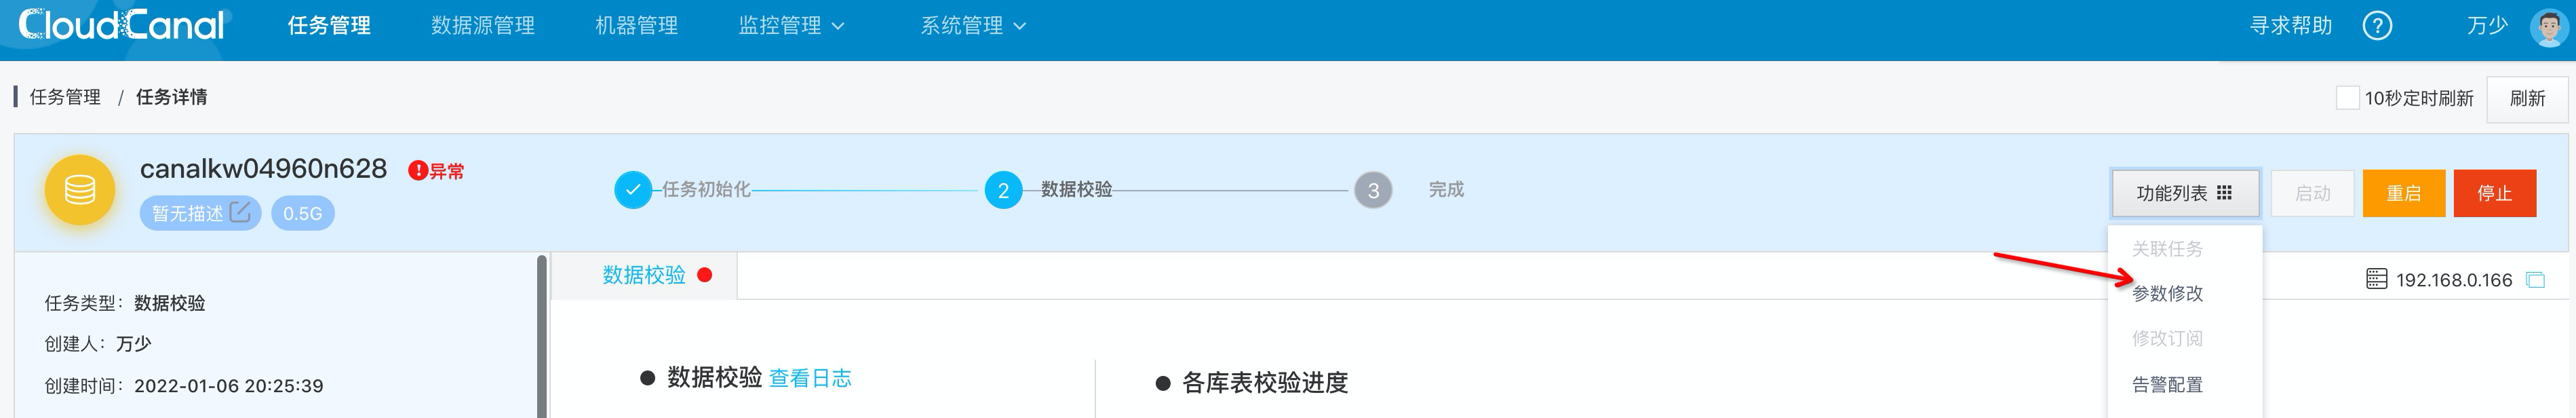 CloudCanal 任务管理 数据源管理 机器管理 监控管理 系统管理 寻求帮助 ? 万少
任务管理 / 任务详情 10秒定时刷新 刷新
canalkw04960n628 !异常
暂无描述 0.5G
任务初始化 2 数据校验 3 完成
功能列表 启动 重启 停止
关联任务
参数修改
修改订阅
告警配置
数据校验
192.168.0.166
任务类型：数据校验
创建人：万少
创建时间：2022-01-06 20:25:39
数据校验 查看日志
各库表校验进度